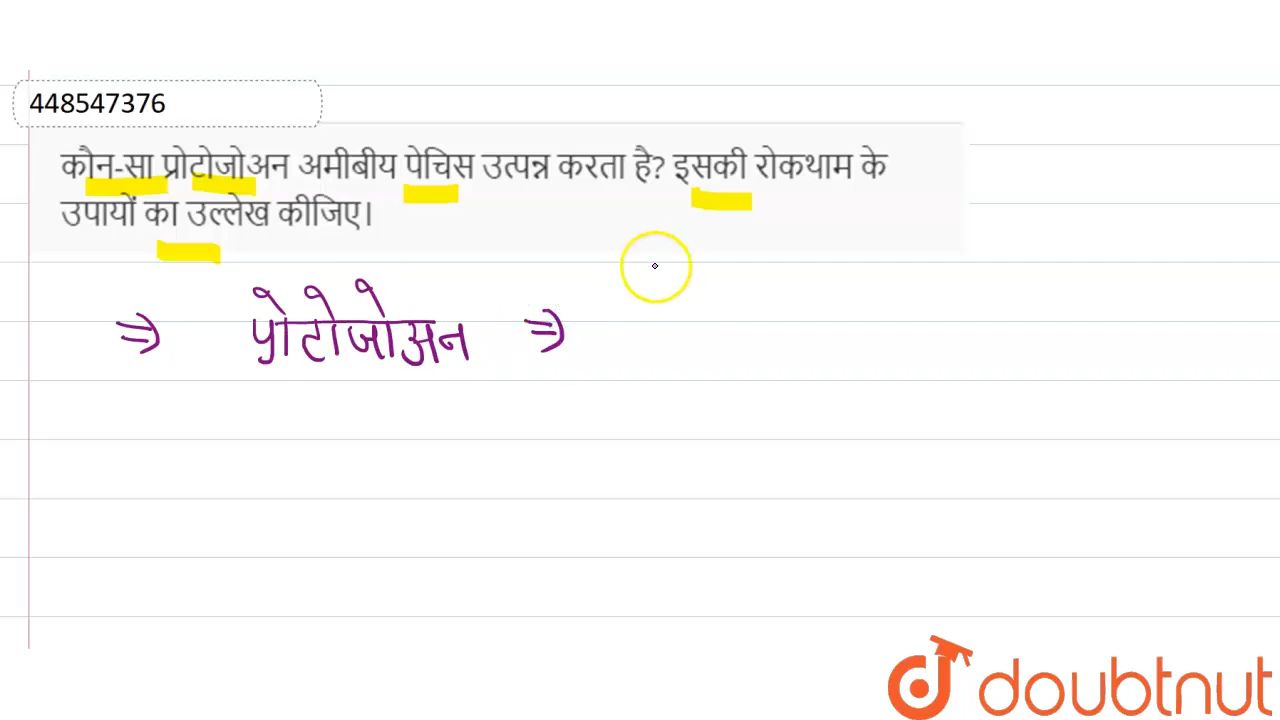 448547376
कौन-सा प्रोटोजोअन अमीबीय पेचिस उत्पन्न करता है? इसकी रोकथाम के
उपायों का उल्लेख कीजिए।
⇒ प्रोटोजोअन ⇒
doubtnut